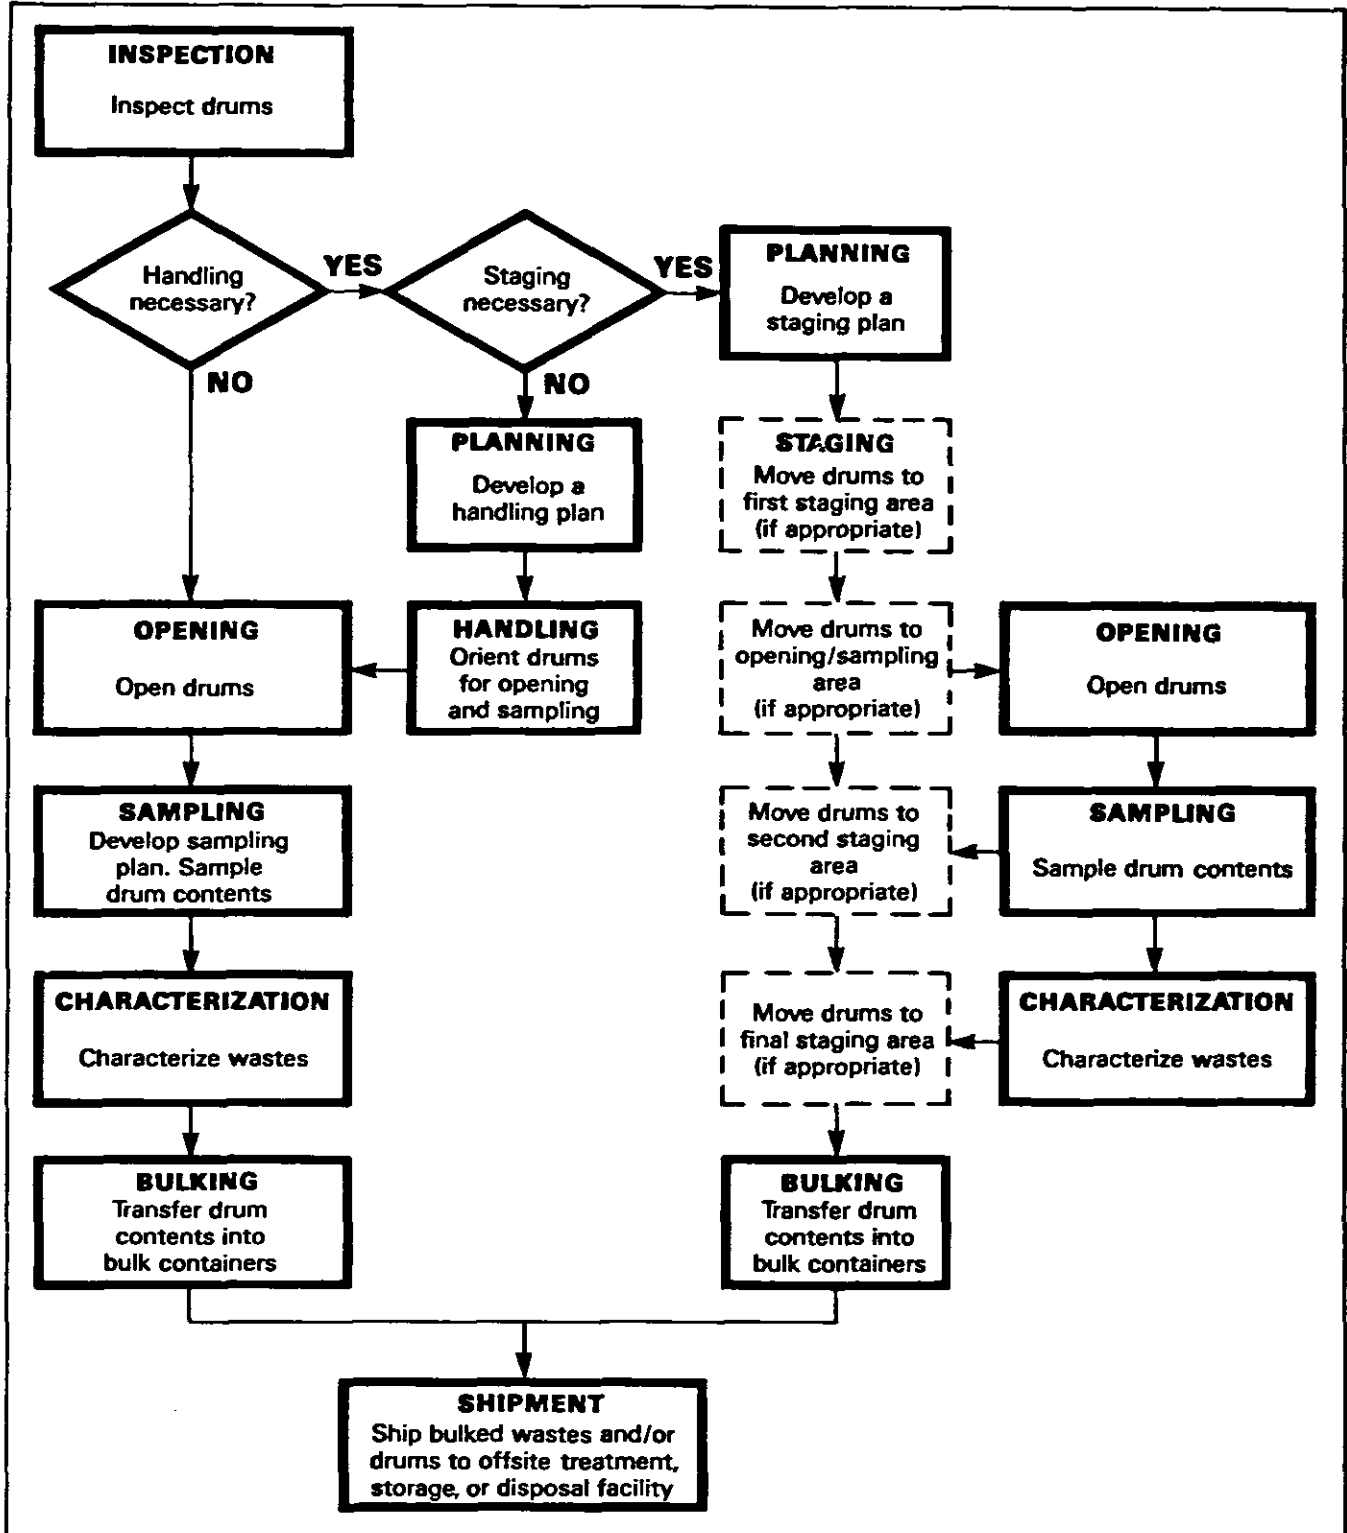 INSPECTION
Inspect drums
Handling
necessary?
YES
NO
Staging
necessary?
YES
NO
PLANNING
Develop a
staging plan
PLANNING
Develop a
handling plan
STAGING
Move drums to
first staging area
(if appropriate)
OPENING
Open drums
HANDLING
Orient drums
for opening
and sampling
Move drums to
opening/sampling
area
(if appropriate)
OPENING
Open drums
SAMPLING
Develop sampling
plan. Sample
drum contents
Move drums to
second staging
area
(if appropriate)
SAMPLING
Sample drum contents
CHARACTERIZATION
Characterize wastes
Move drums to
final staging area
(if appropriate)
CHARACTERIZATION
Characterize wastes
BULKING
Transfer drum
contents into
bulk containers
BULKING
Transfer drum
contents into
bulk containers
SHIPMENT
Ship bulked wastes and/or
drums to offsite treatment,
storage, or disposal facility